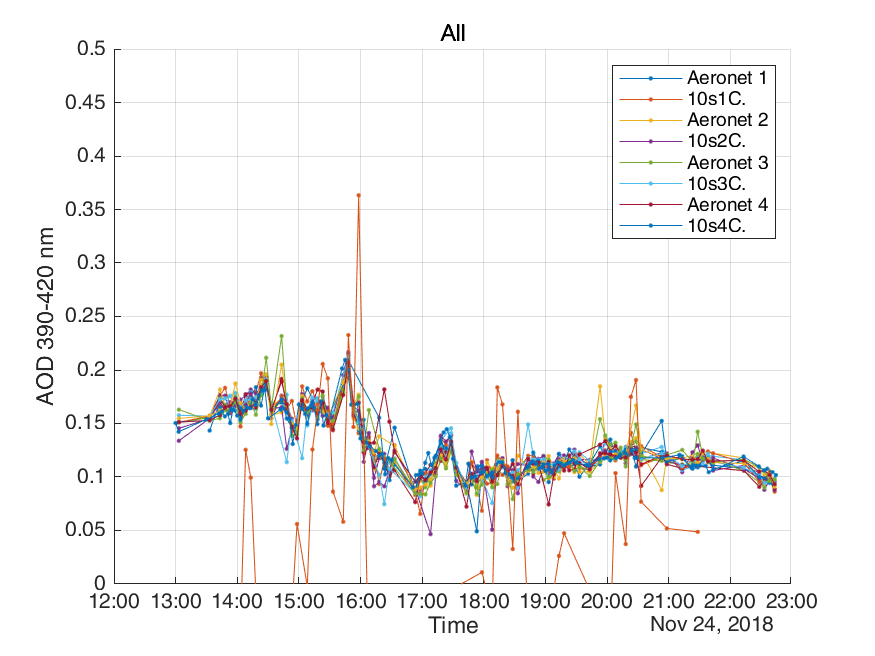 All
0.5
0.45
0.4
0.35
0.3
0.25
0.2
0.15
0.1
0.05
0
AOD 390-420 nm
Aeronet 1
10s1C.
Aeronet 2
10s2C.
Aeronet 3
10s3C.
Aeronet 4
10s4C.
12:00 13:00 14:00 15:00 16:00 17:00 18:00 19:00 20:00 21:00 22:00 23:00
Time
Nov 24, 2018